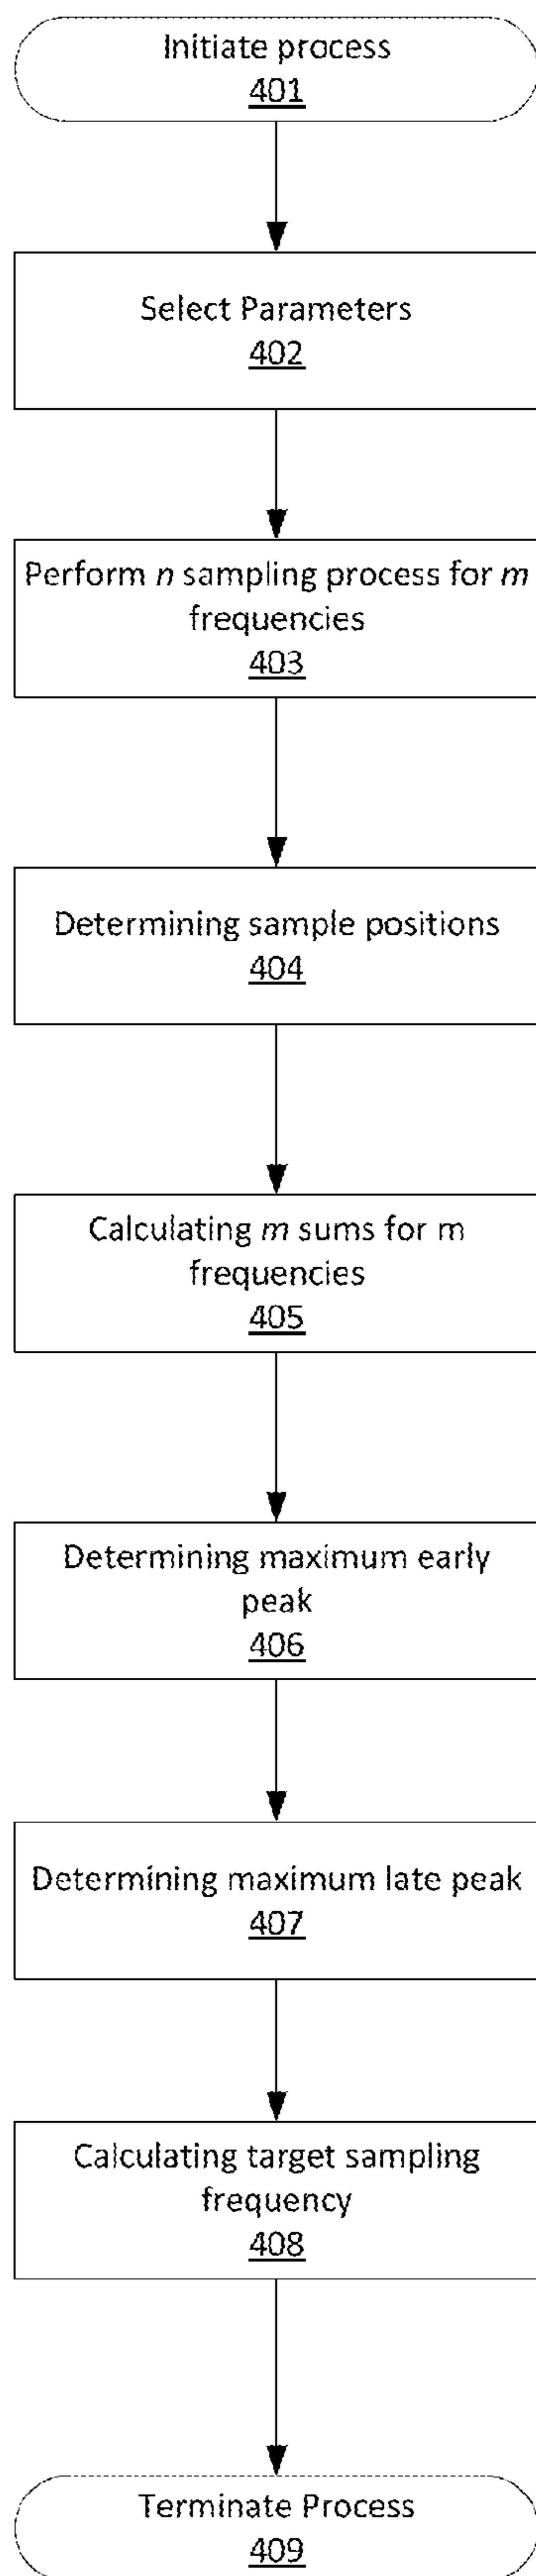 Initiate process
401
Select Parameters
402
Perform n sampling process for m
frequencies
403
Determining sample positions
404
Calculating m sums for m
frequencies
405
Determining maximum early
peak
406
Determining maximum late peak
407
Calculating target sampling
frequency
408
Terminate Process
409